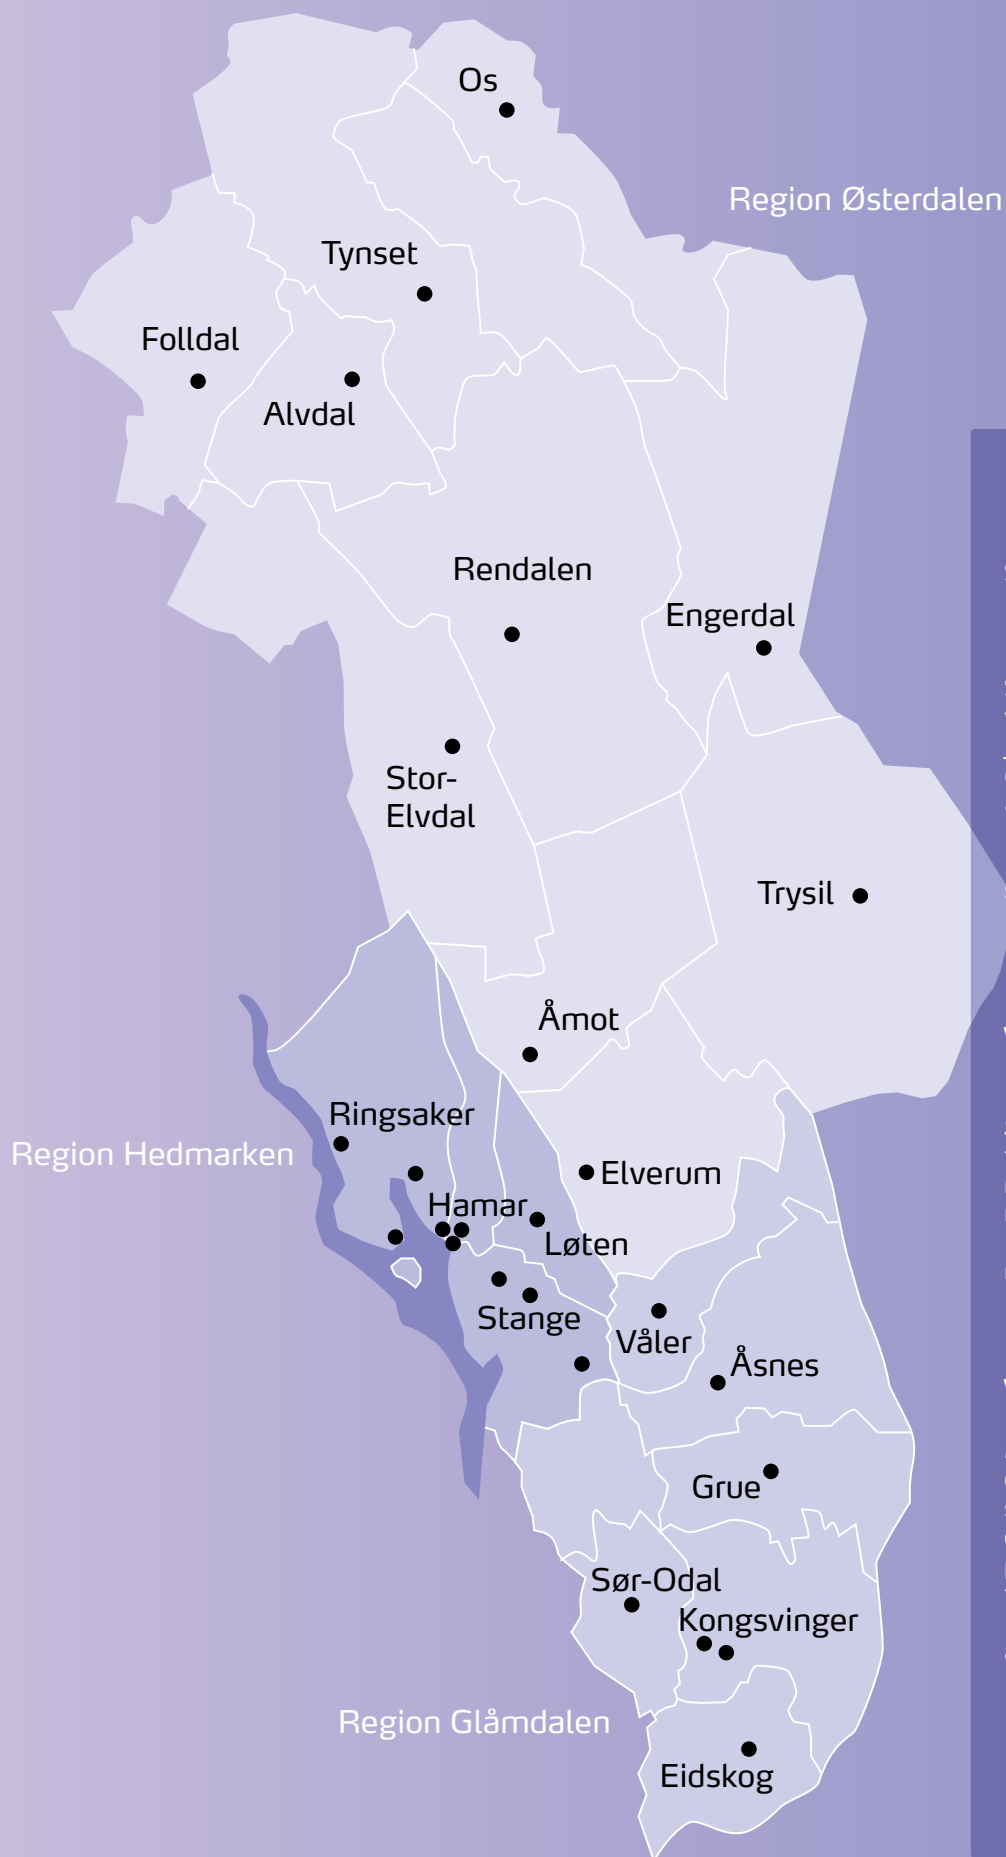 Os
Region Østerdalen
Tynset
Folldal
Alvdal
Rendalen
Engerdal
Stor-
Elvdal
Trysil
Åmot
Ringsaker
Region Hedmarken
Elverum
Hamar
Løten
Stange
Våler
Åsnes
Grue
Sør-Odal
Kongsvinger
Region Glåmdalen
Eidskog